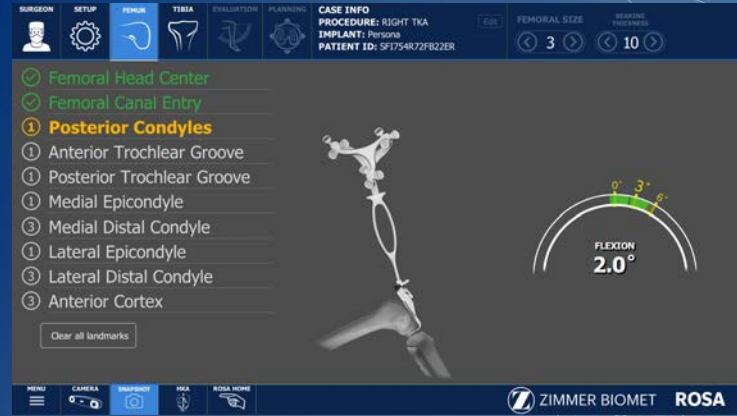 SURGEON
SETUP
FEMUR
TIBIA
EVALUATION
PLANNING
CASE INFO
PROCEDURE: RIGHT TKA
IMPLANT: Persona
PATIENT ID: SFI754R72FB22ER
Edit
FEMORAL SIZE
3
BEARING THICKNESS
10
Femoral Head Center
Femoral Canal Entry
1 Posterior Condyles
1 Anterior Trochlear Groove
1 Posterior Trochlear Groove
1 Medial Epicondyle
3 Medial Distal Condyle
1 Lateral Epicondyle
3 Lateral Distal Condyle
3 Anterior Cortex
Clear all landmarks
0° 3° 6°
FLEXION
2.0°
MENU
CAMERA
SNAPSHOT
HKA
ROSA HOME
ZIMMER BIOMET ROSA